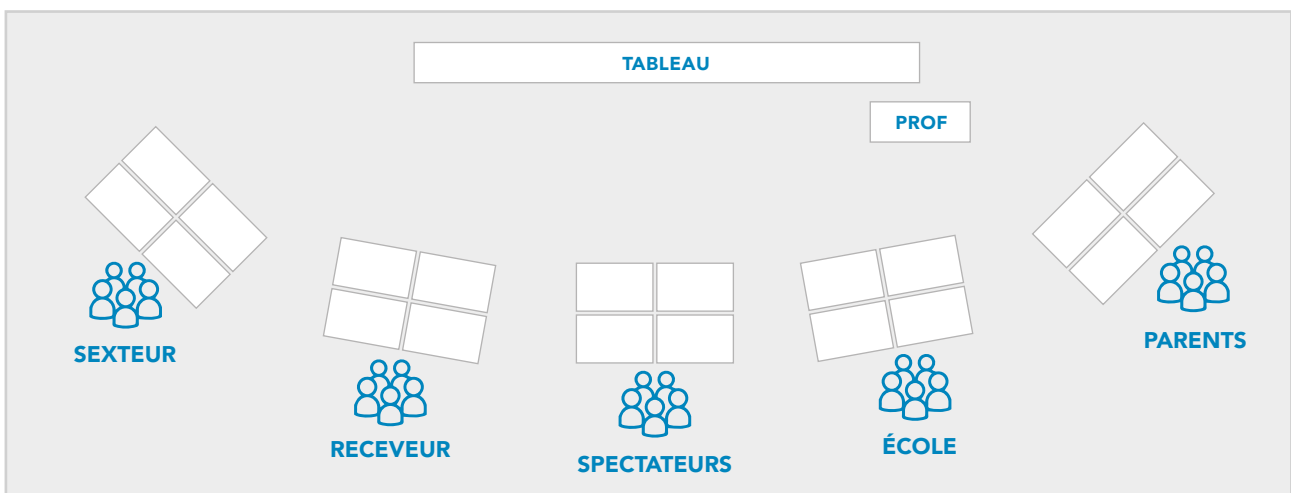 TABLEAU
PROF
SEXTEUR
RECEVEUR
SPECTATEURS
ÉCOLE
PARENTS